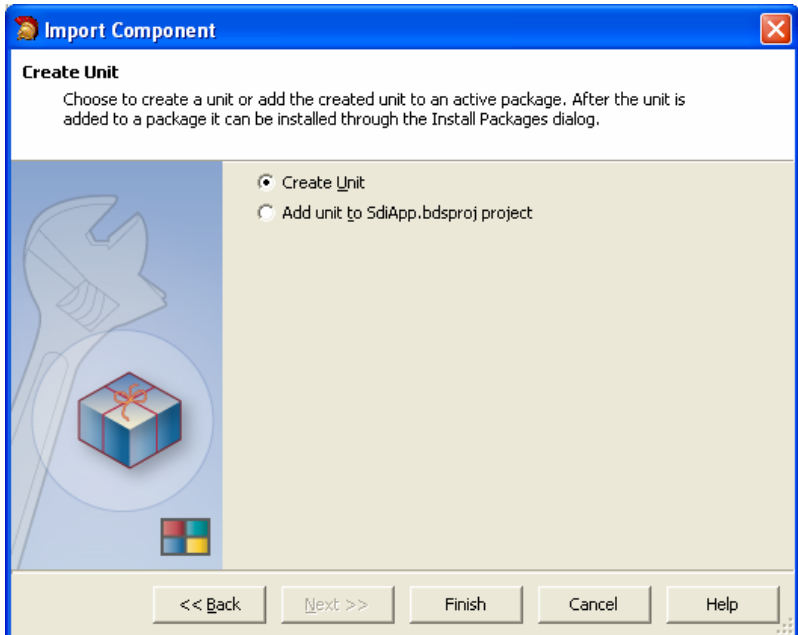 Import Component
Create Unit
Choose to create a unit or add the created unit to an active package. After the unit is
added to a package it can be installed through the Install Packages dialog.
Create Unit
Add unit to SdiApp.bdsproj project
<< Back
Next >>
Finish
Cancel
Help